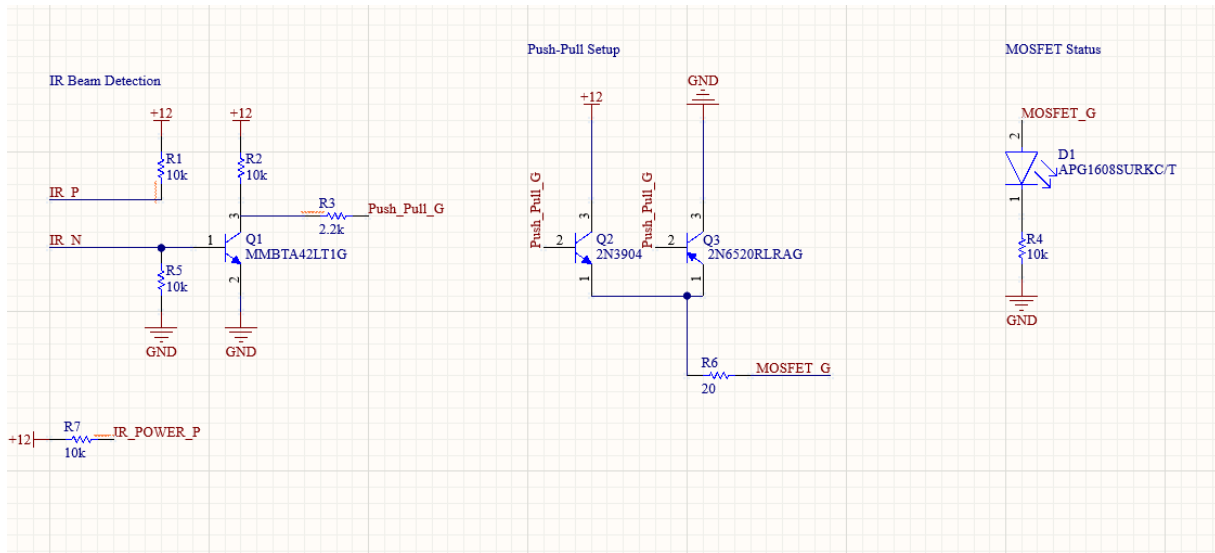 Push-Pull Setup
MOSFET Status
IR Beam Detection
GND
+12
+12
+12
MOSFET_G
2
D1
APG1608SURKC/T
1
R4
10k
GND
R1
10k
R2
10k
IR_P
R3
2.2k
Push_Pull_G
3
IR_N
1
Q1
MMBTA42LT1G
2
R5
10k
GND
GND
Push_Pull_G
2
3
Q2
2N3904
1
Push_Pull_G
2
3
Q3
2N6520RLRAG
1
R6
20
MOSFET_G
+12
R7
10k
IR_POWER_P